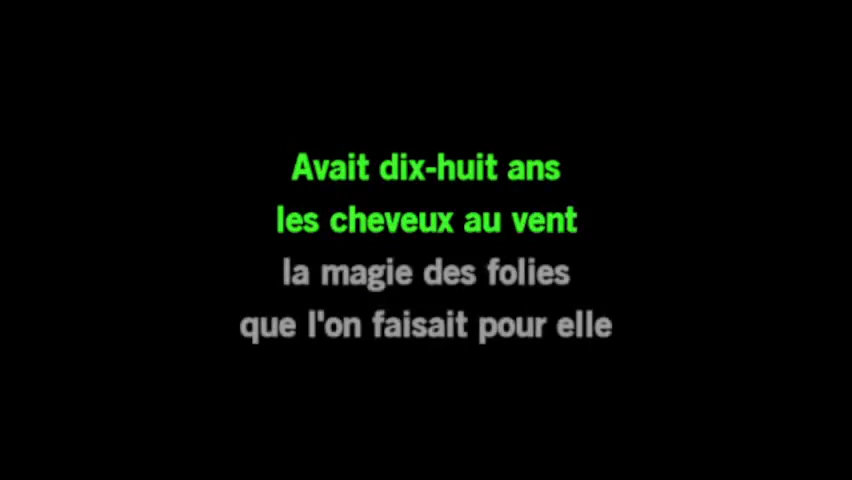 Avait dix-huit ans
les cheveux au vent
la magie des folies
que l'on faisait pour elle